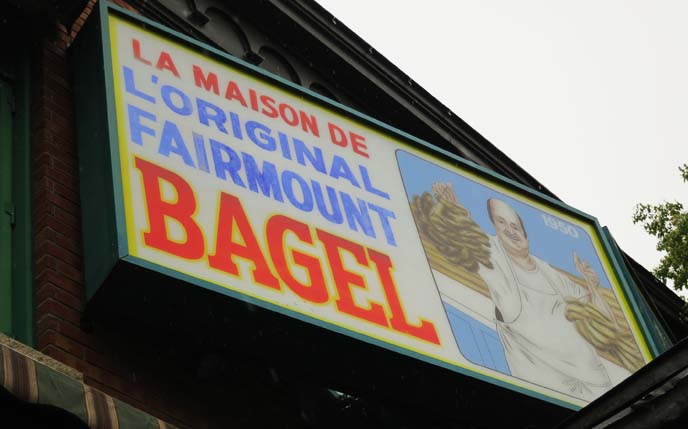 LA MAISON DE
L'ORIGINAL
FAIRMOUNT
BAGEL
1950